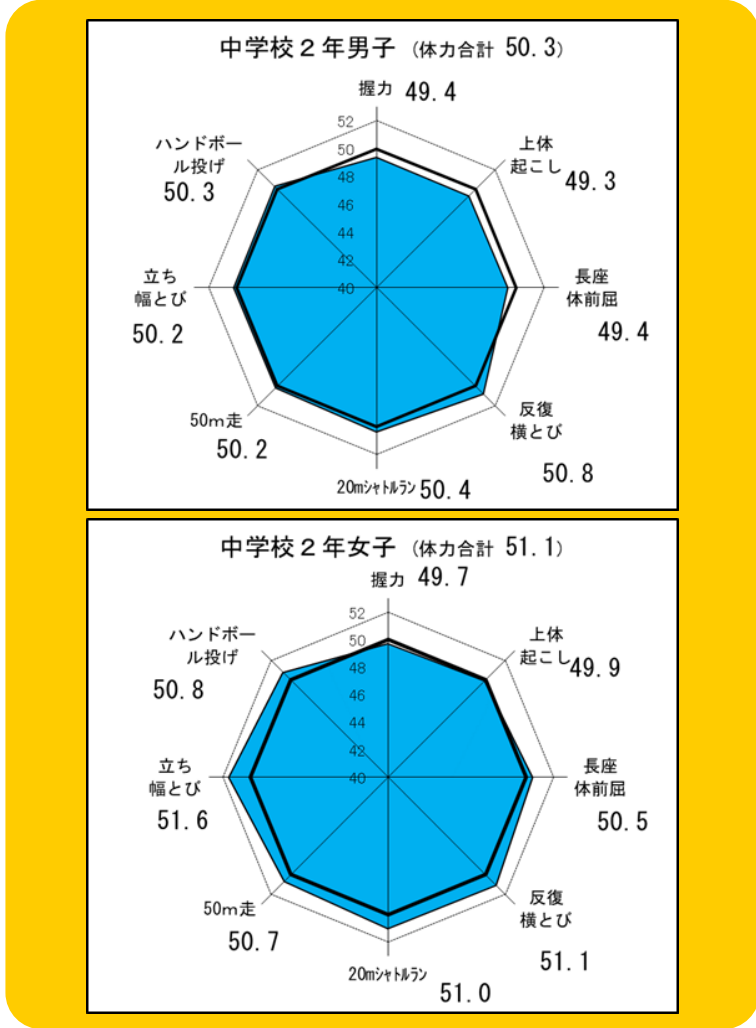 中学校２年男子 (体力合計 50.3)
握力 49.4
52
50
48
46
44
42
40
上体
起こし 49.3
長座
体前屈
49.4
反復
横とび
50.8
20mｼｬﾄﾙﾗﾝ 50.4
50m走
50.2
立ち
幅とび
50.2
ハンドボー
ル投げ
50.3
中学校２年女子 (体力合計 51.1)
握力 49.7
52
50
48
46
44
42
40
上体
起こし 49.9
長座
体前屈
50.5
反復
横とび
51.1
20mｼｬﾄﾙﾗﾝ
51.0
50m走
50.7
立ち
幅とび
51.6
ハンドボー
ル投げ
50.8